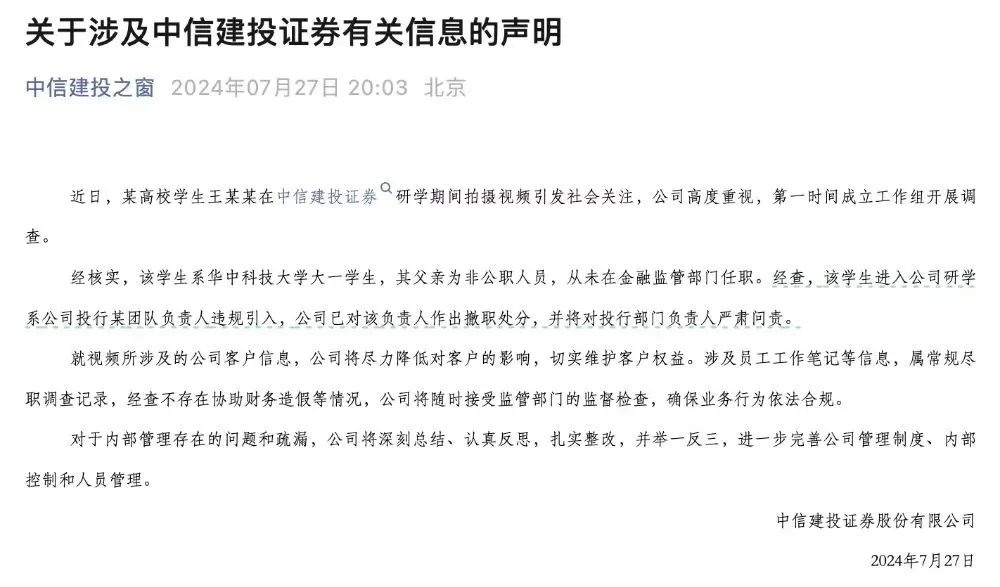 关于涉及中信建投证券有关信息的声明
中信建投之窗 2024年07月27日 20:03 北京
近日，某高校学生王某某在中信建投证券研学期间拍摄视频引发社会关注，公司高度重视，第一时间成立工作组开展调
查。
经核实，该学生系华中科技大学大一学生，其父亲为非公职人员，从未在金融监管部门任职。经查，该学生进入公司研学
系公司投行某团队负责人违规引入，公司已对该负责人作出撤职处分，并将对投行部门负责人严肃问责。
就视频所涉及的公司客户信息，公司将尽力降低对客户的影响，切实维护客户权益。涉及员工工作笔记等信息，属常规尽
职调查记录，经查不存在协助财务造假等情况，公司将随时接受监管部门的监督检查，确保业务行为依法合规。
对于内部管理存在的问题和疏漏，公司将深刻总结、认真反思，扎实整改，并举一反三，进一步完善公司管理制度、内部
控制和人员管理。
中信建投证券股份有限公司
2024年7月27日